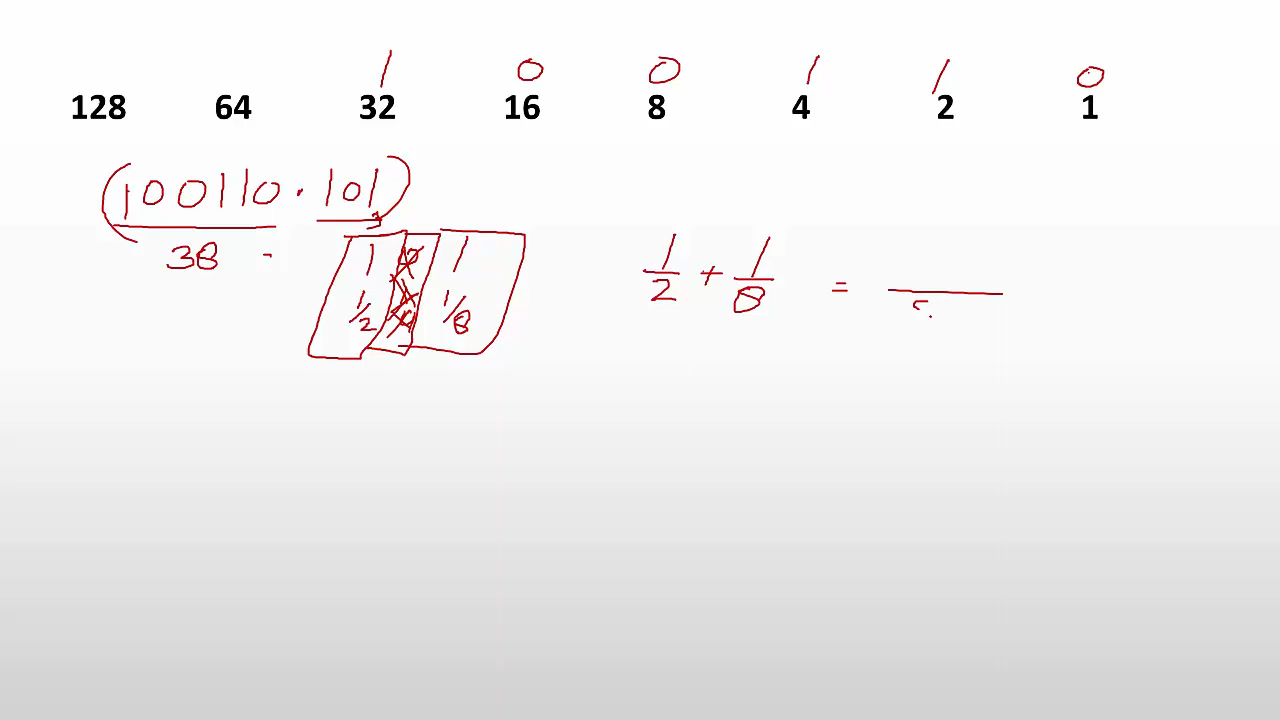 1 0 0 1 1 0
128 64 32 16 8 4 2 1
(100110.101)
38 .
1 0 1
1/2 1/8
1/2 + 1/8 =